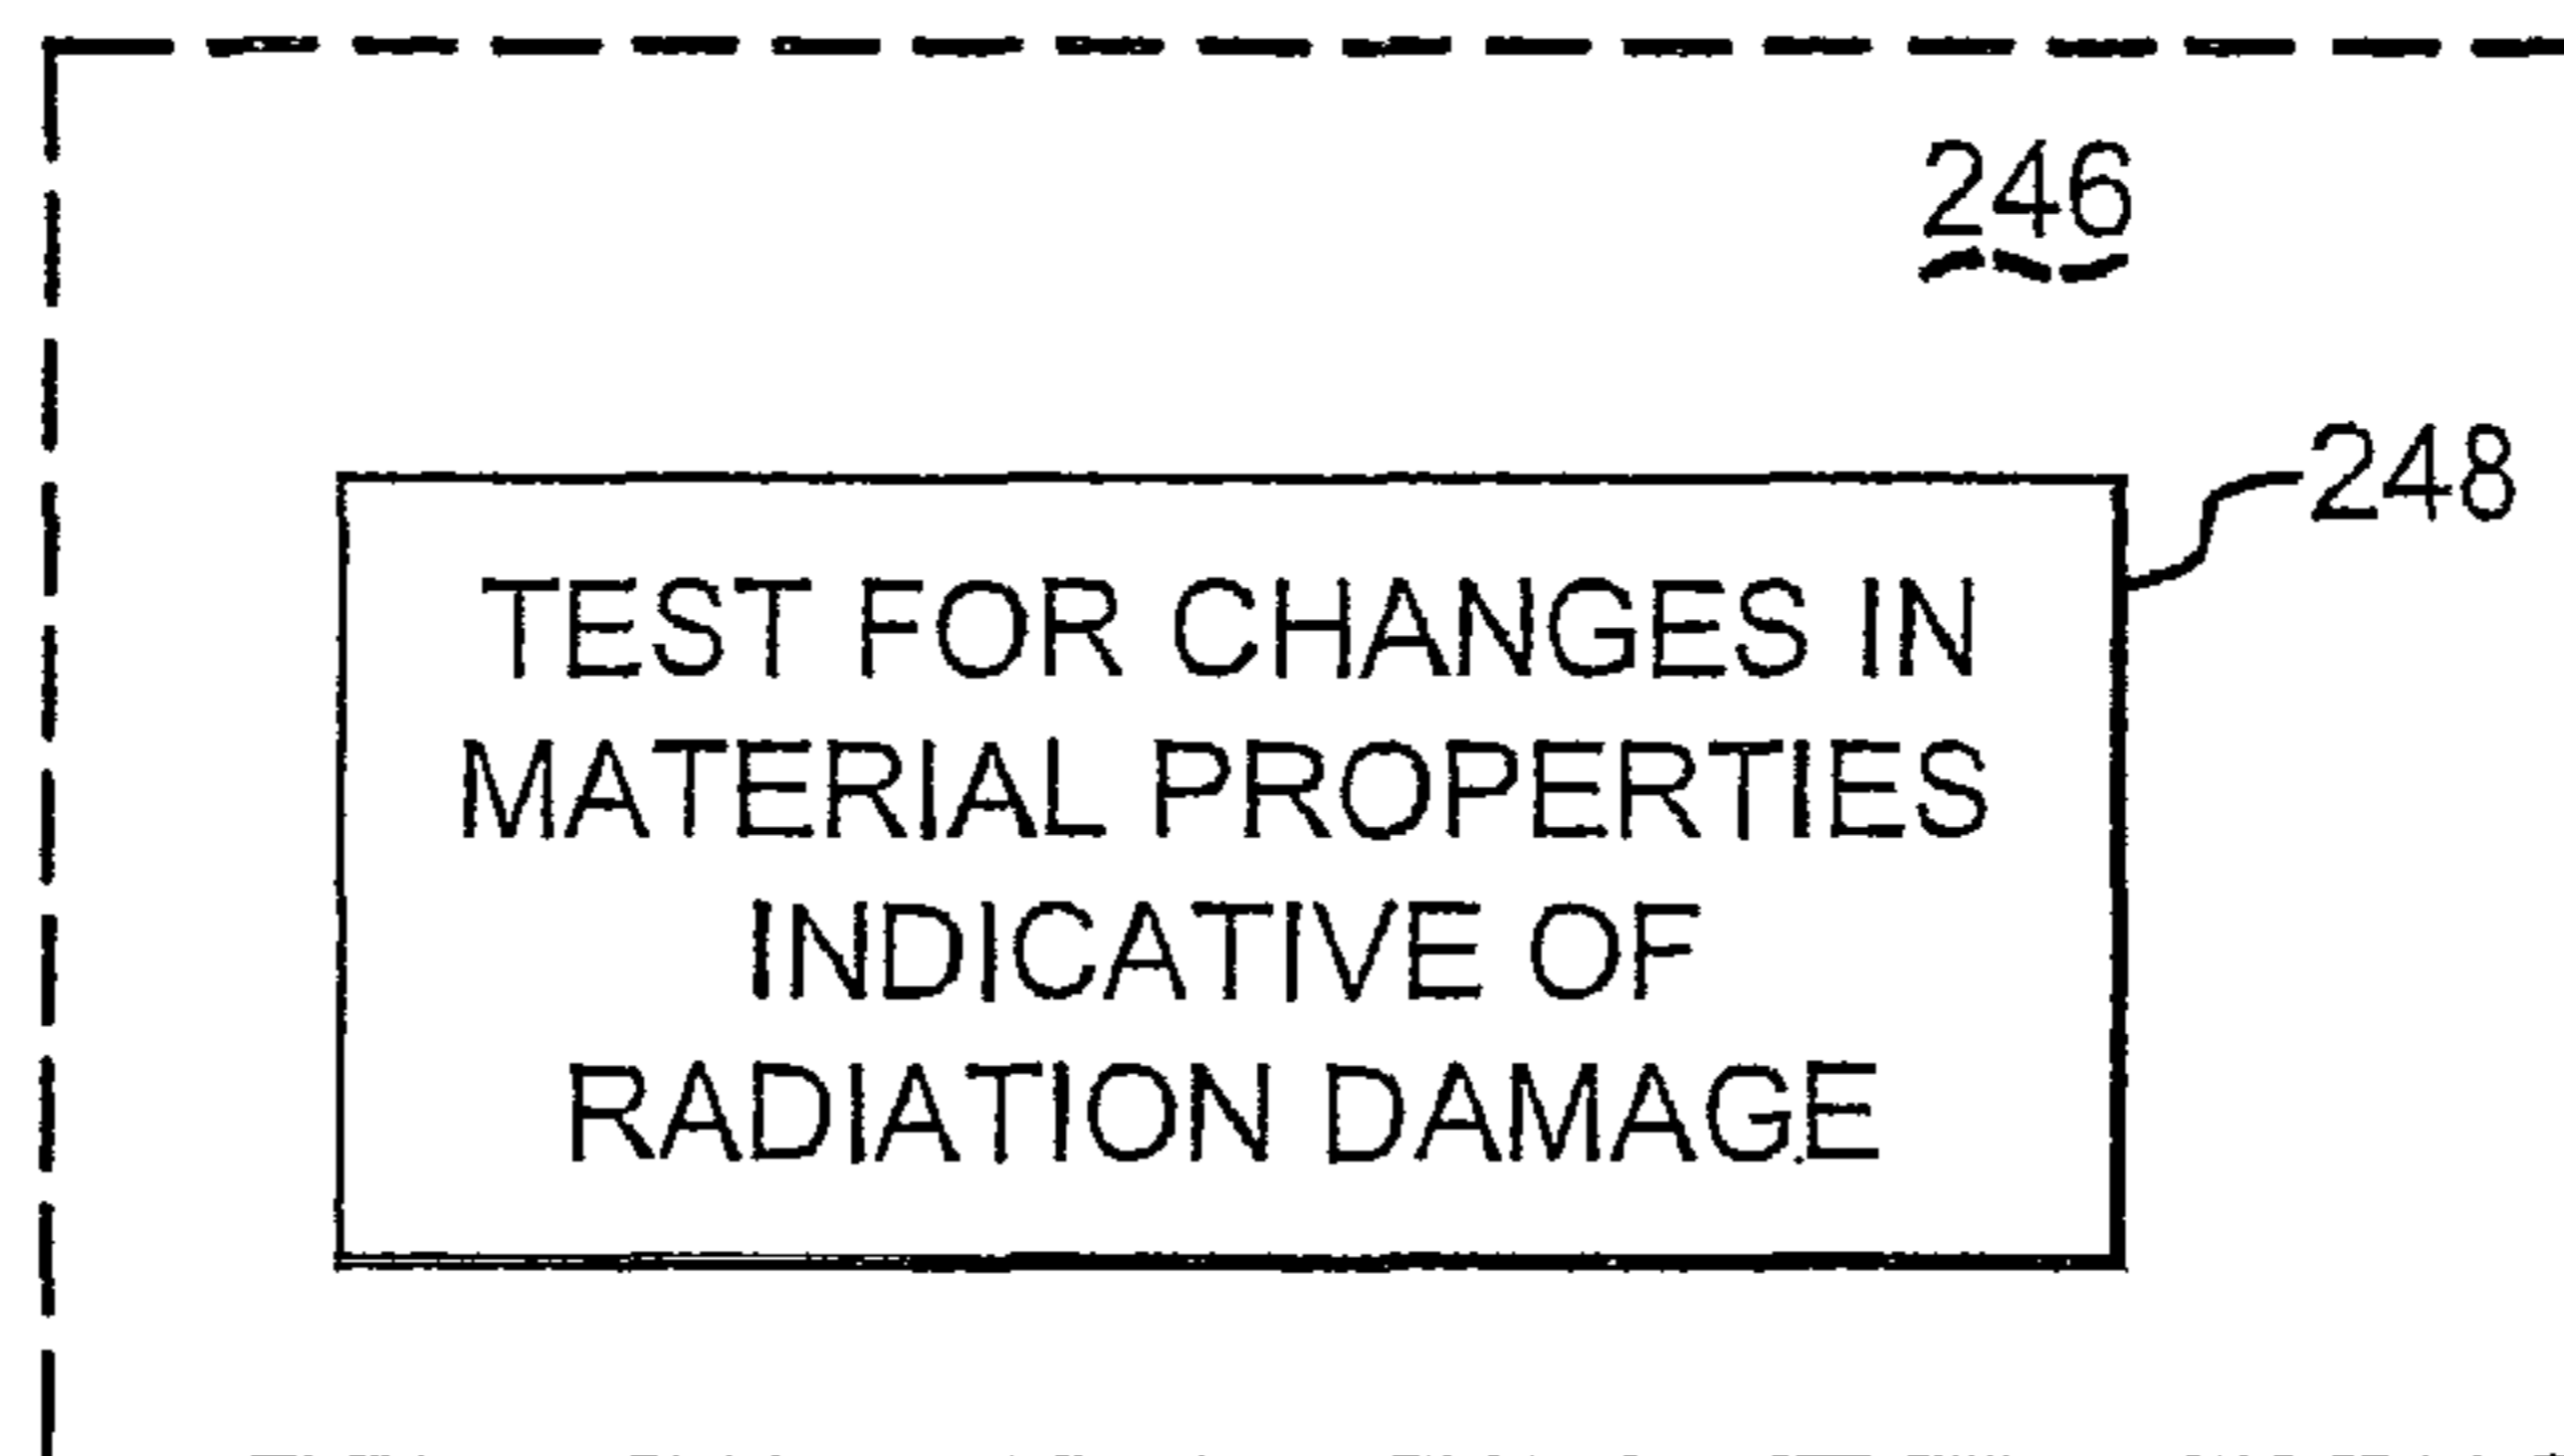 246
248
TEST FOR CHANGES IN
MATERIAL PROPERTIES
INDICATIVE OF
RADIATION DAMAGE